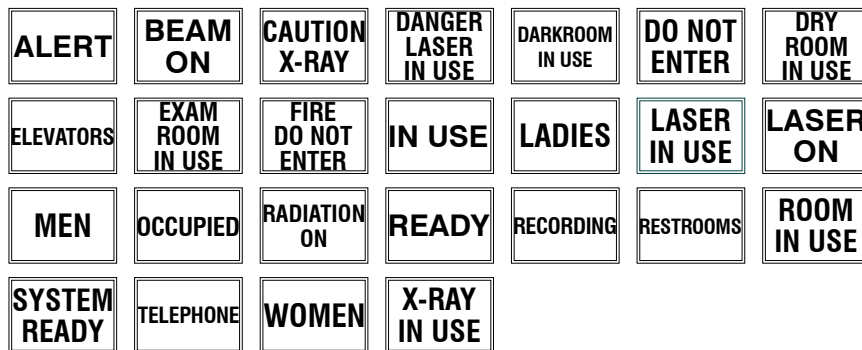 ALERT
BEAM
ON
CAUTION
X-RAY
DANGER
LASER
IN USE
DARKROOM
IN USE
DO NOT
ENTER
DRY
ROOM
IN USE
ELEVATORS
EXAM
ROOM
IN USE
FIRE
DO NOT
ENTER
IN USE
LADIES
LASER
IN USE
LASER
ON
MEN
OCCUPIED
RADIATION
ON
READY
RECORDING
RESTROOMS
ROOM
IN USE
SYSTEM
READY
TELEPHONE
WOMEN
X-RAY
IN USE